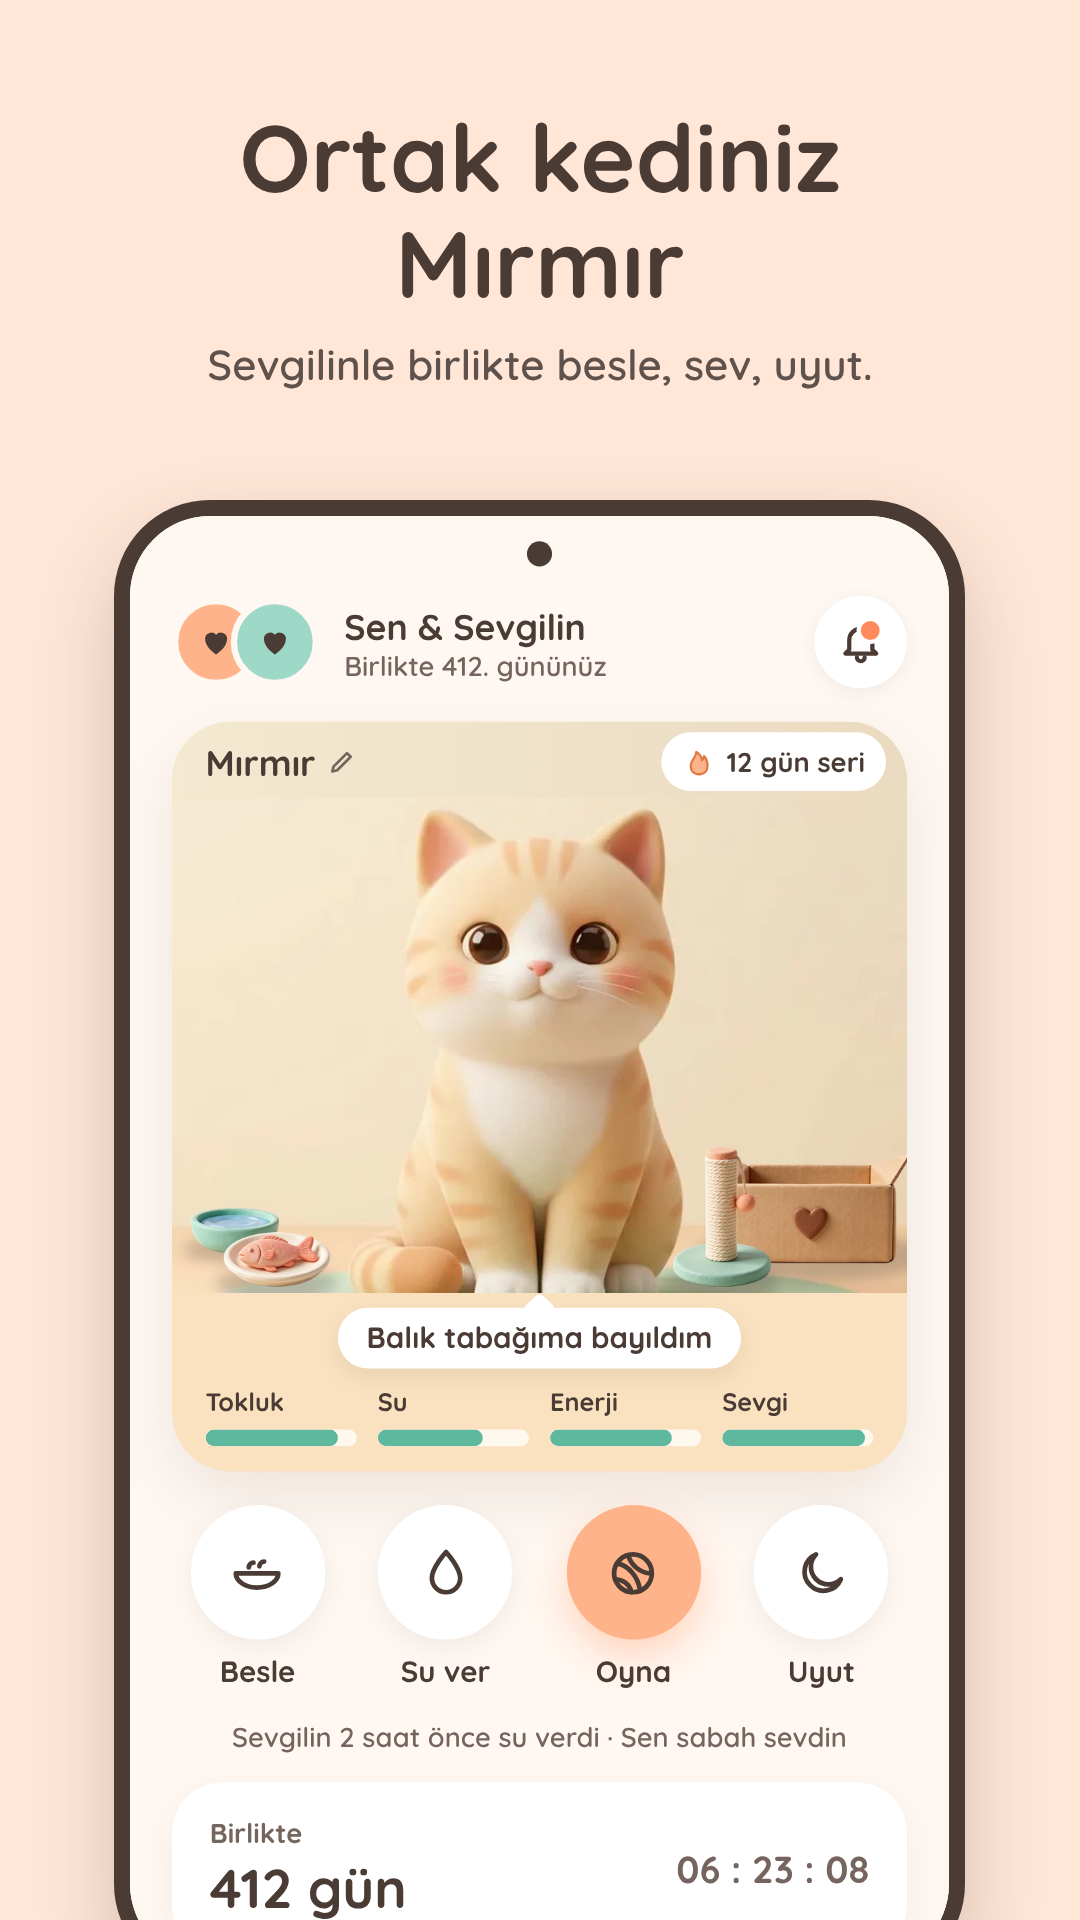 Ortak kediniz
Mırmır
Sevgilinle birlikte besle, sev, uyut.
Sen & Sevgilin
Birlikte 412. gününüz
Mırmır
12 gün seri
Balık tabağıma bayıldım
Tokluk Su Enerji Sevgi
Besle Su ver Oyna Uyut
Sevgilin 2 saat önce su verdi · Sen sabah sevdin
Birlikte
412 gün
06 : 23 : 08